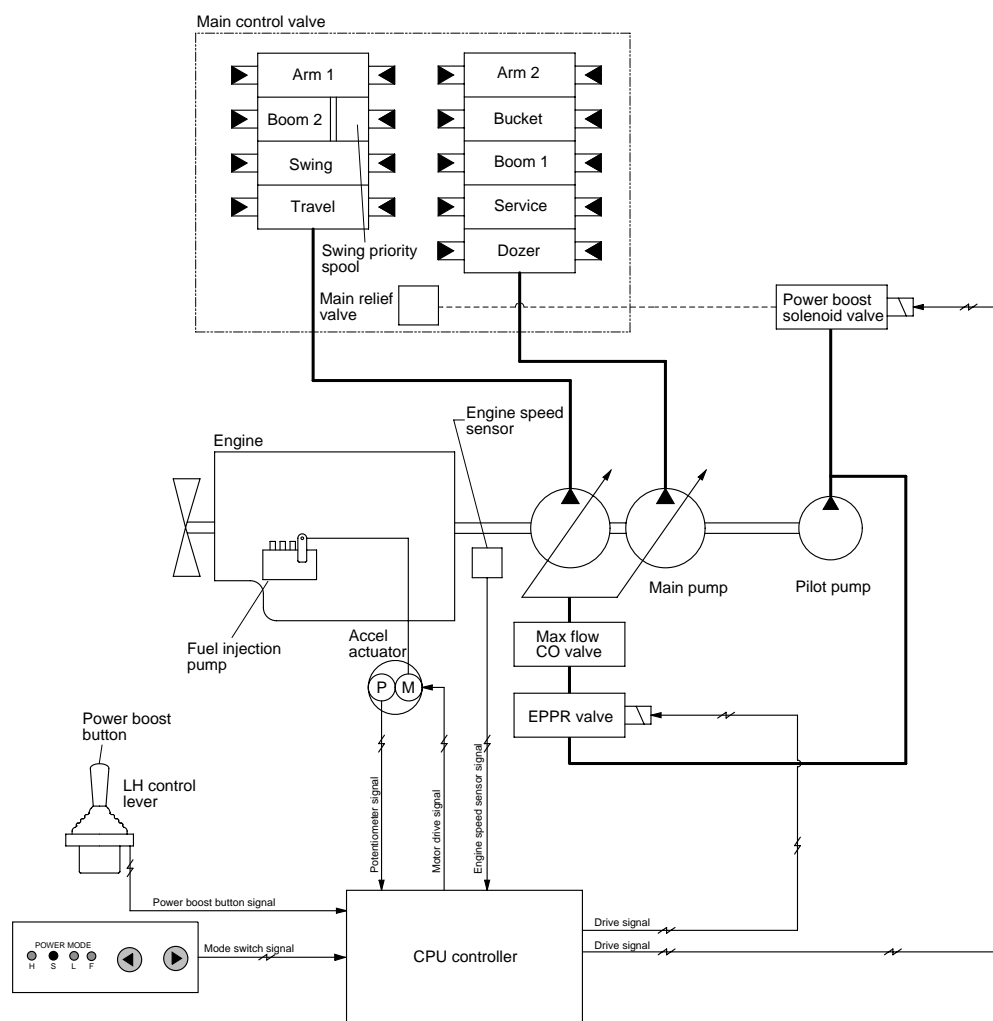 Main control valve
Arm 1
Arm 2
Boom 2
Bucket
Swing
Boom 1
Travel
Service
Swing priority
spool
Dozer
Main relief
valve
Power boost
solenoid valve
Engine speed
sensor
Engine
Main pump
Pilot pump
Fuel injection
pump
Accel
actuator
Max flow
CO valve
P
M
EPPR valve
Power boost
button
LH control
lever
Potentiometer signal
Motor drive signal
Engine speed sensor signal
Power boost button signal
Drive signal
POWER MODE
H S L F
Mode switch signal
CPU controller
Drive signal